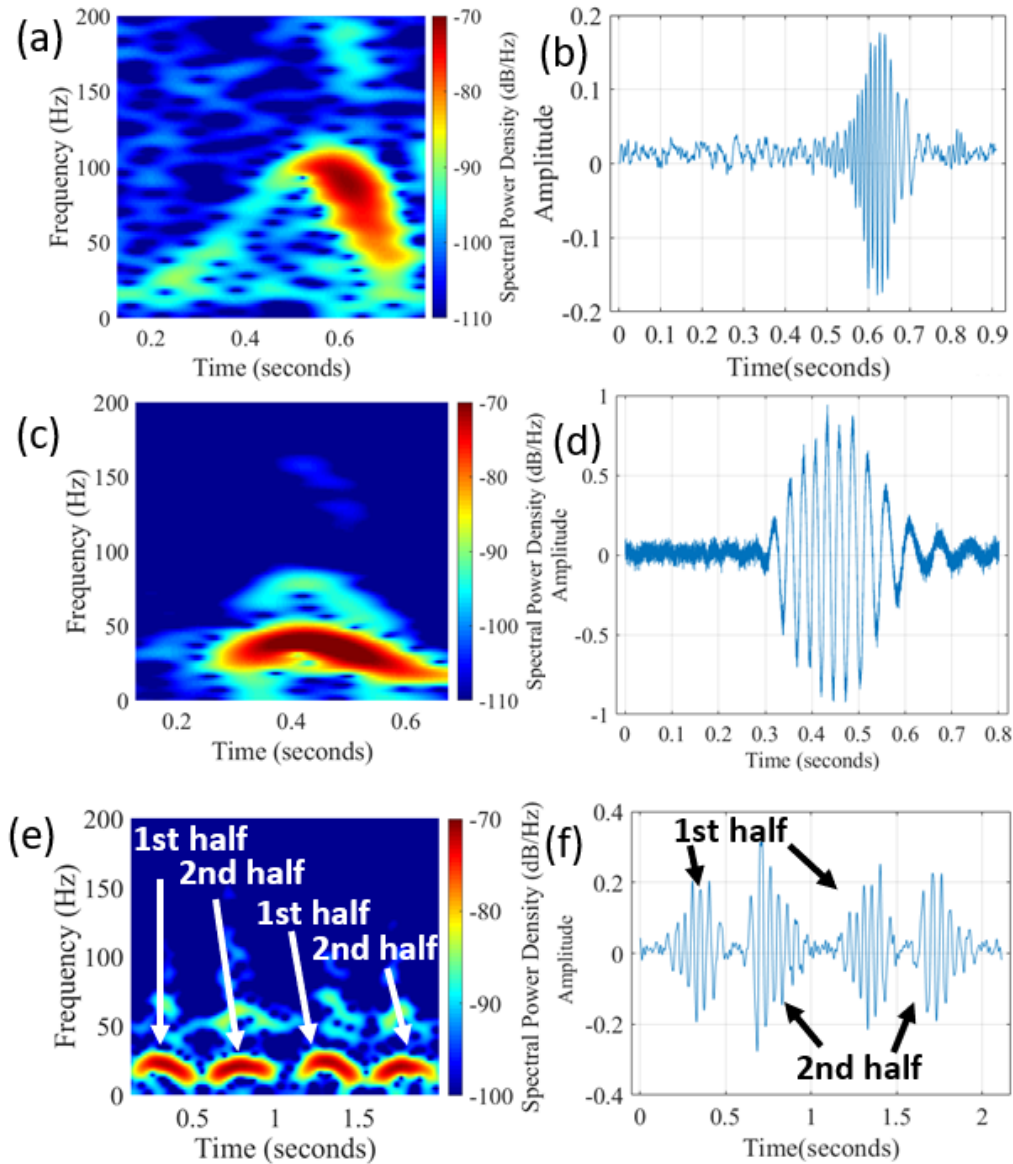 (a)
200
150
100
50
0
Frequency (Hz)
0.2
0.4
0.6
Time (seconds)
-70
-80
-90
-100
-110
Spectral Power Density (dB/Hz)
(b)
0.2
0.1
0
-0.1
-0.2
Amplitude
0 0.1 0.2 0.3 0.4 0.5 0.6 0.7 0.8 0.9
Time(seconds)
(c)
200
150
100
50
0
Frequency (Hz)
0.2
0.4
0.6
Time (seconds)
-70
-80
-90
-100
-110
Spectral Power Density (dB/Hz)
(d)
1
0.5
0
-0.5
-1
Amplitude
0 0.1 0.2 0.3 0.4 0.5 0.6 0.7 0.8
Time (seconds)
(e)
200
150
100
50
0
Frequency (Hz)
1st half
2nd half
1st half
2nd half
0.5
1
1.5
Time (seconds)
-70
-80
-90
-100
Spectral Power Density (dB/Hz)
(f)
0.4
0.2
0
-0.2
-0.4
Amplitude
1st half
2nd half
0 0.5 1 1.5 2
Time(seconds)